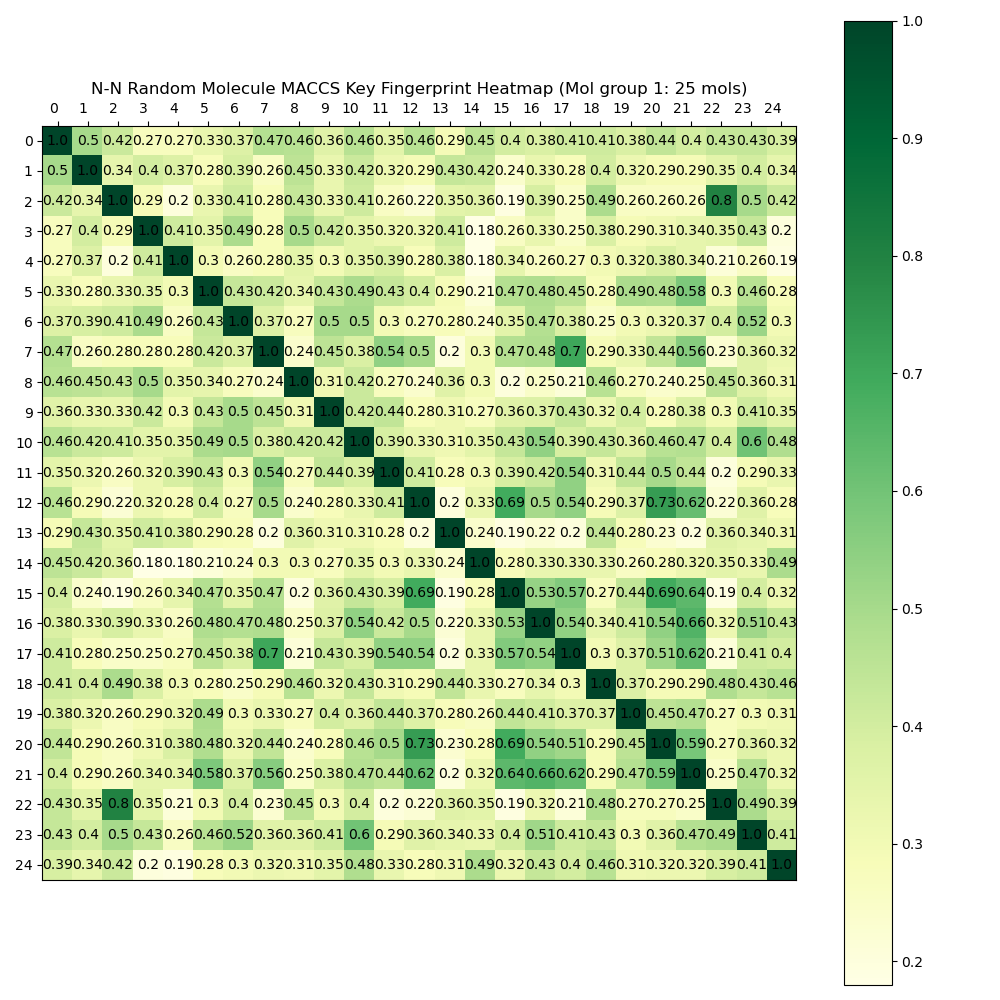 N-N Random Molecule MACCS Key Fingerprint Heatmap (Mol group 1: 25 mols)
0 1 2 3 4 5 6 7 8 9 10 11 12 13 14 15 16 17 18 19 20 21 22 23 24
0 1.0 0.5 0.42 0.27 0.27 0.33 0.37 0.47 0.46 0.36 0.46 0.35 0.46 0.29 0.45 0.4 0.38 0.41 0.41 0.38 0.44 0.4 0.43 0.43 0.39
1 0.5 1.0 0.34 0.4 0.37 0.28 0.39 0.26 0.45 0.33 0.42 0.32 0.29 0.43 0.42 0.24 0.33 0.28 0.4 0.32 0.29 0.29 0.35 0.4 0.34
2 0.42 0.34 1.0 0.29 0.2 0.33 0.41 0.28 0.43 0.33 0.41 0.26 0.22 0.35 0.36 0.19 0.39 0.25 0.49 0.26 0.26 0.26 0.8 0.5 0.42
3 0.27 0.4 0.29 1.0 0.41 0.35 0.49 0.28 0.5 0.42 0.35 0.32 0.32 0.41 0.18 0.26 0.33 0.25 0.38 0.29 0.31 0.34 0.35 0.43 0.2
4 0.27 0.37 0.2 0.41 1.0 0.3 0.26 0.28 0.35 0.3 0.35 0.39 0.28 0.38 0.18 0.34 0.26 0.27 0.3 0.32 0.38 0.34 0.21 0.26 0.19
5 0.33 0.28 0.33 0.35 0.3 1.0 0.43 0.42 0.34 0.43 0.49 0.43 0.4 0.29 0.21 0.47 0.48 0.45 0.28 0.49 0.48 0.58 0.3 0.46 0.28
6 0.37 0.39 0.41 0.49 0.26 0.43 1.0 0.37 0.27 0.5 0.5 0.3 0.27 0.28 0.24 0.35 0.47 0.38 0.25 0.3 0.32 0.37 0.4 0.52 0.3
7 0.47 0.26 0.28 0.28 0.28 0.42 0.37 1.0 0.24 0.45 0.38 0.54 0.5 0.2 0.3 0.47 0.48 0.7 0.29 0.33 0.44 0.56 0.23 0.36 0.32
8 0.46 0.45 0.43 0.5 0.35 0.34 0.27 0.24 1.0 0.31 0.42 0.27 0.24 0.36 0.3 0.2 0.25 0.21 0.46 0.27 0.24 0.25 0.45 0.36 0.31
9 0.36 0.33 0.33 0.42 0.3 0.43 0.5 0.45 0.31 1.0 0.42 0.44 0.28 0.31 0.27 0.36 0.37 0.43 0.32 0.4 0.28 0.38 0.3 0.41 0.35
10 0.46 0.42 0.41 0.35 0.35 0.49 0.5 0.38 0.42 0.42 1.0 0.39 0.33 0.31 0.35 0.43 0.54 0.39 0.43 0.36 0.46 0.47 0.4 0.6 0.48
11 0.35 0.32 0.26 0.32 0.39 0.43 0.3 0.54 0.27 0.44 0.39 1.0 0.41 0.28 0.3 0.39 0.42 0.54 0.31 0.44 0.5 0.44 0.2 0.29 0.33
12 0.46 0.29 0.22 0.32 0.28 0.4 0.27 0.5 0.24 0.28 0.33 0.41 1.0 0.2 0.33 0.69 0.5 0.54 0.29 0.37 0.73 0.62 0.22 0.36 0.28
13 0.29 0.43 0.35 0.41 0.38 0.29 0.28 0.2 0.36 0.31 0.31 0.28 0.2 1.0 0.24 0.19 0.22 0.2 0.44 0.28 0.23 0.2 0.36 0.34 0.31
14 0.45 0.42 0.36 0.18 0.18 0.21 0.24 0.3 0.3 0.27 0.35 0.3 0.33 0.24 1.0 0.28 0.33 0.33 0.33 0.26 0.28 0.32 0.35 0.33 0.49
15 0.4 0.24 0.19 0.26 0.34 0.47 0.35 0.47 0.2 0.36 0.43 0.39 0.69 0.19 0.28 1.0 0.53 0.57 0.27 0.44 0.69 0.64 0.19 0.4 0.32
16 0.38 0.33 0.39 0.33 0.26 0.48 0.47 0.48 0.25 0.37 0.54 0.42 0.5 0.22 0.33 0.53 1.0 0.54 0.34 0.41 0.54 0.66 0.32 0.51 0.43
17 0.41 0.28 0.25 0.25 0.27 0.45 0.38 0.7 0.21 0.43 0.39 0.54 0.54 0.2 0.33 0.57 0.54 1.0 0.3 0.37 0.51 0.62 0.21 0.41 0.4
18 0.41 0.4 0.49 0.38 0.3 0.28 0.25 0.29 0.46 0.32 0.43 0.31 0.29 0.44 0.33 0.27 0.34 0.3 1.0 0.37 0.29 0.29 0.48 0.43 0.46
19 0.38 0.32 0.26 0.29 0.32 0.49 0.3 0.33 0.27 0.4 0.36 0.44 0.37 0.28 0.26 0.44 0.41 0.37 0.37 1.0 0.45 0.47 0.27 0.3 0.31
20 0.44 0.29 0.26 0.31 0.38 0.48 0.32 0.44 0.24 0.28 0.46 0.5 0.73 0.23 0.28 0.69 0.54 0.51 0.29 0.45 1.0 0.59 0.27 0.36 0.32
21 0.4 0.29 0.26 0.34 0.34 0.58 0.37 0.56 0.25 0.38 0.47 0.44 0.62 0.2 0.32 0.64 0.66 0.62 0.29 0.47 0.59 1.0 0.25 0.47 0.32
22 0.43 0.35 0.8 0.35 0.21 0.3 0.4 0.23 0.45 0.3 0.4 0.2 0.22 0.36 0.35 0.19 0.32 0.21 0.48 0.27 0.27 0.25 1.0 0.49 0.39
23 0.43 0.4 0.5 0.43 0.26 0.46 0.52 0.36 0.36 0.41 0.6 0.29 0.36 0.34 0.33 0.4 0.51 0.41 0.43 0.3 0.36 0.47 0.49 1.0 0.41
24 0.39 0.34 0.42 0.2 0.19 0.28 0.3 0.32 0.31 0.35 0.48 0.33 0.28 0.31 0.49 0.32 0.43 0.4 0.46 0.31 0.32 0.32 0.39 0.41 1.0
1.0
0.9
0.8
0.7
0.6
0.5
0.4
0.3
0.2